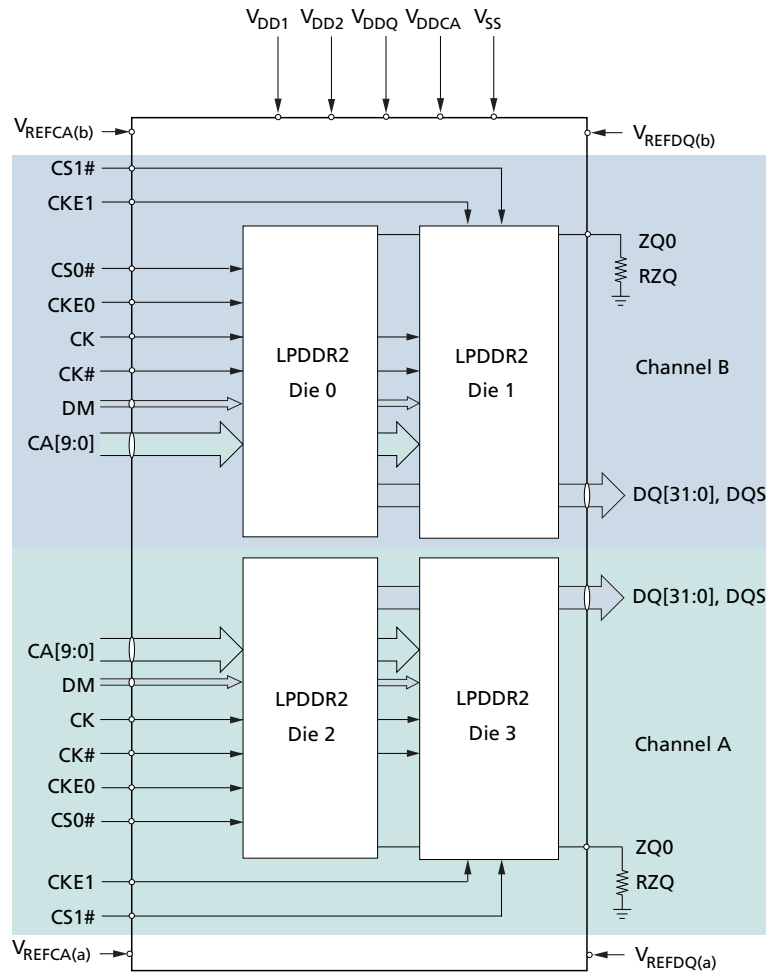 VDD1 VDD2 VDDQ VDDCA VSS
VREFCA(b)
VREFDQ(b)
CS1#
CKE1
ZQ0
RZQ
CS0#
CKE0
CK
CK#
DM
CA[9:0]
LPDDR2
Die 0
LPDDR2
Die 1
Channel B
DQ[31:0], DQS
DQ[31:0], DQS
CA[9:0]
DM
CK
CK#
CKE0
CS0#
LPDDR2
Die 2
LPDDR2
Die 3
Channel A
ZQ0
RZQ
CKE1
CS1#
VREFCA(a)
VREFDQ(a)